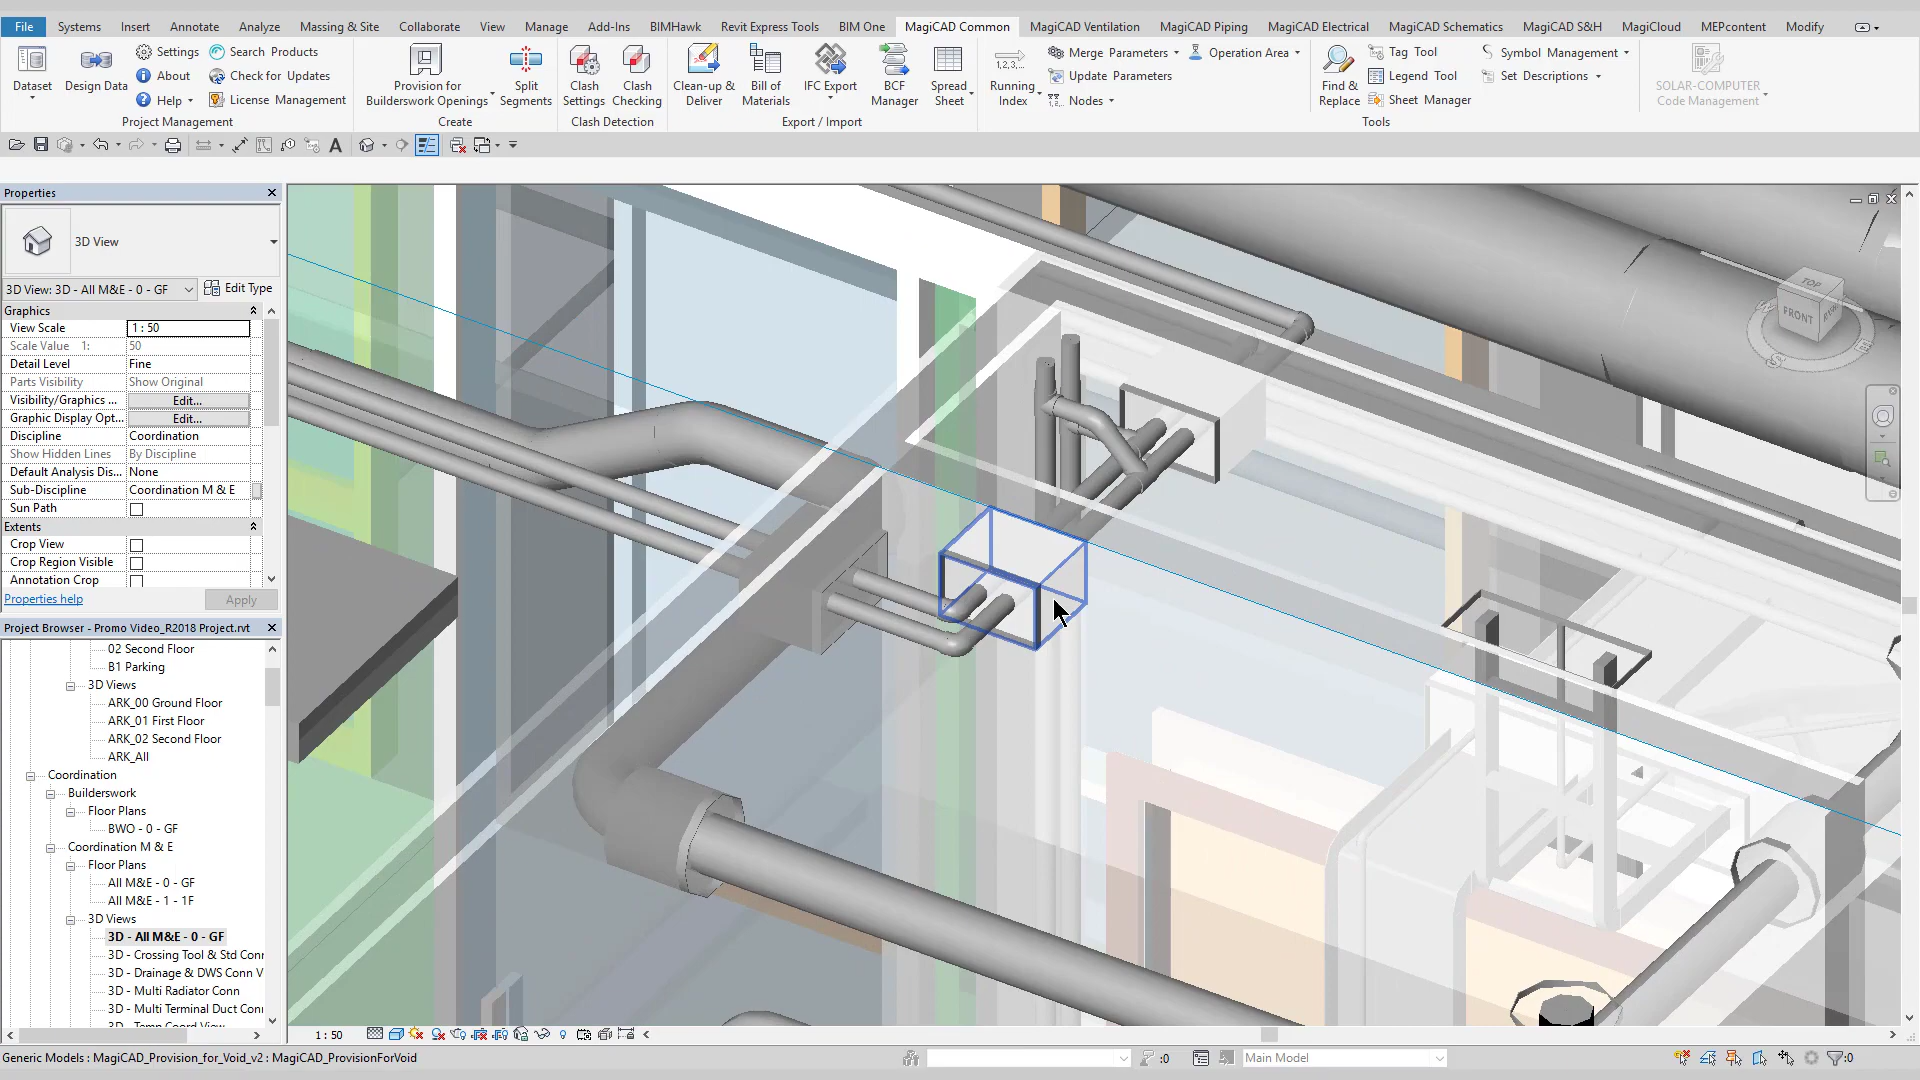 File Systems Insert Annotate Analyze Massing & Site Collaborate View Manage Add-Ins BIMHawk Revit Express Tools BIM One MagiCAD Common MagiCAD Ventilation MagiCAD Piping MagiCAD Electrical MagiCAD Schematics MagiCAD S&H MagiCloud MEPcontent Modify
Dataset
Design Data
Settings
About
Help
Search Products
Check for Updates
License Management
Project Management
Provision for
Builderswork Openings
Split
Segments
Create
Clash
Settings
Clash
Checking
Clash Detection
Clean-up &
Deliver
Bill of
Materials
IFC Export
BCF
Manager
Spread
Sheet
Export / Import
1,2,3,...
Running
Index
Merge Parameters
Update Parameters
Nodes
Operation Area
Find &
Replace
Tag Tool
Legend Tool
Sheet Manager
Symbol Management
Set Descriptions
Tools
SOLAR-COMPUTER
Code Management
A
Properties
3D View
3D View: 3D - All M&E - 0 - GF
Edit Type
Graphics
View Scale 1 : 50
Scale Value 1: 50
Detail Level Fine
Parts Visibility Show Original
Visibility/Graphics ... Edit...
Graphic Display Opt... Edit...
Discipline Coordination
Show Hidden Lines By Discipline
Default Analysis Dis... None
Sub-Discipline Coordination M & E
Sun Path
Extents
Crop View
Crop Region Visible
Annotation Crop
Properties help
Apply
Project Browser - Promo Video_R2018 Project.rvt
02 Second Floor
B1 Parking
3D Views
ARK_00 Ground Floor
ARK_01 First Floor
ARK_02 Second Floor
ARK_All
Coordination
Builderswork
Floor Plans
BWO - 0 - GF
Coordination M & E
Floor Plans
All M&E - 0 - GF
All M&E - 1 - 1F
3D Views
3D - All M&E - 0 - GF
3D - Crossing Tool & Std Conr
3D - Drainage & DWS Conn V
3D - Multi Radiator Conn
3D - Multi Terminal Duct Conr
TOP
FRONT
S
E
1 : 50
Generic Models : MagiCAD_Provision_for_Void_v2 : MagiCAD_ProvisionForVoid
:0
Main Model
:0